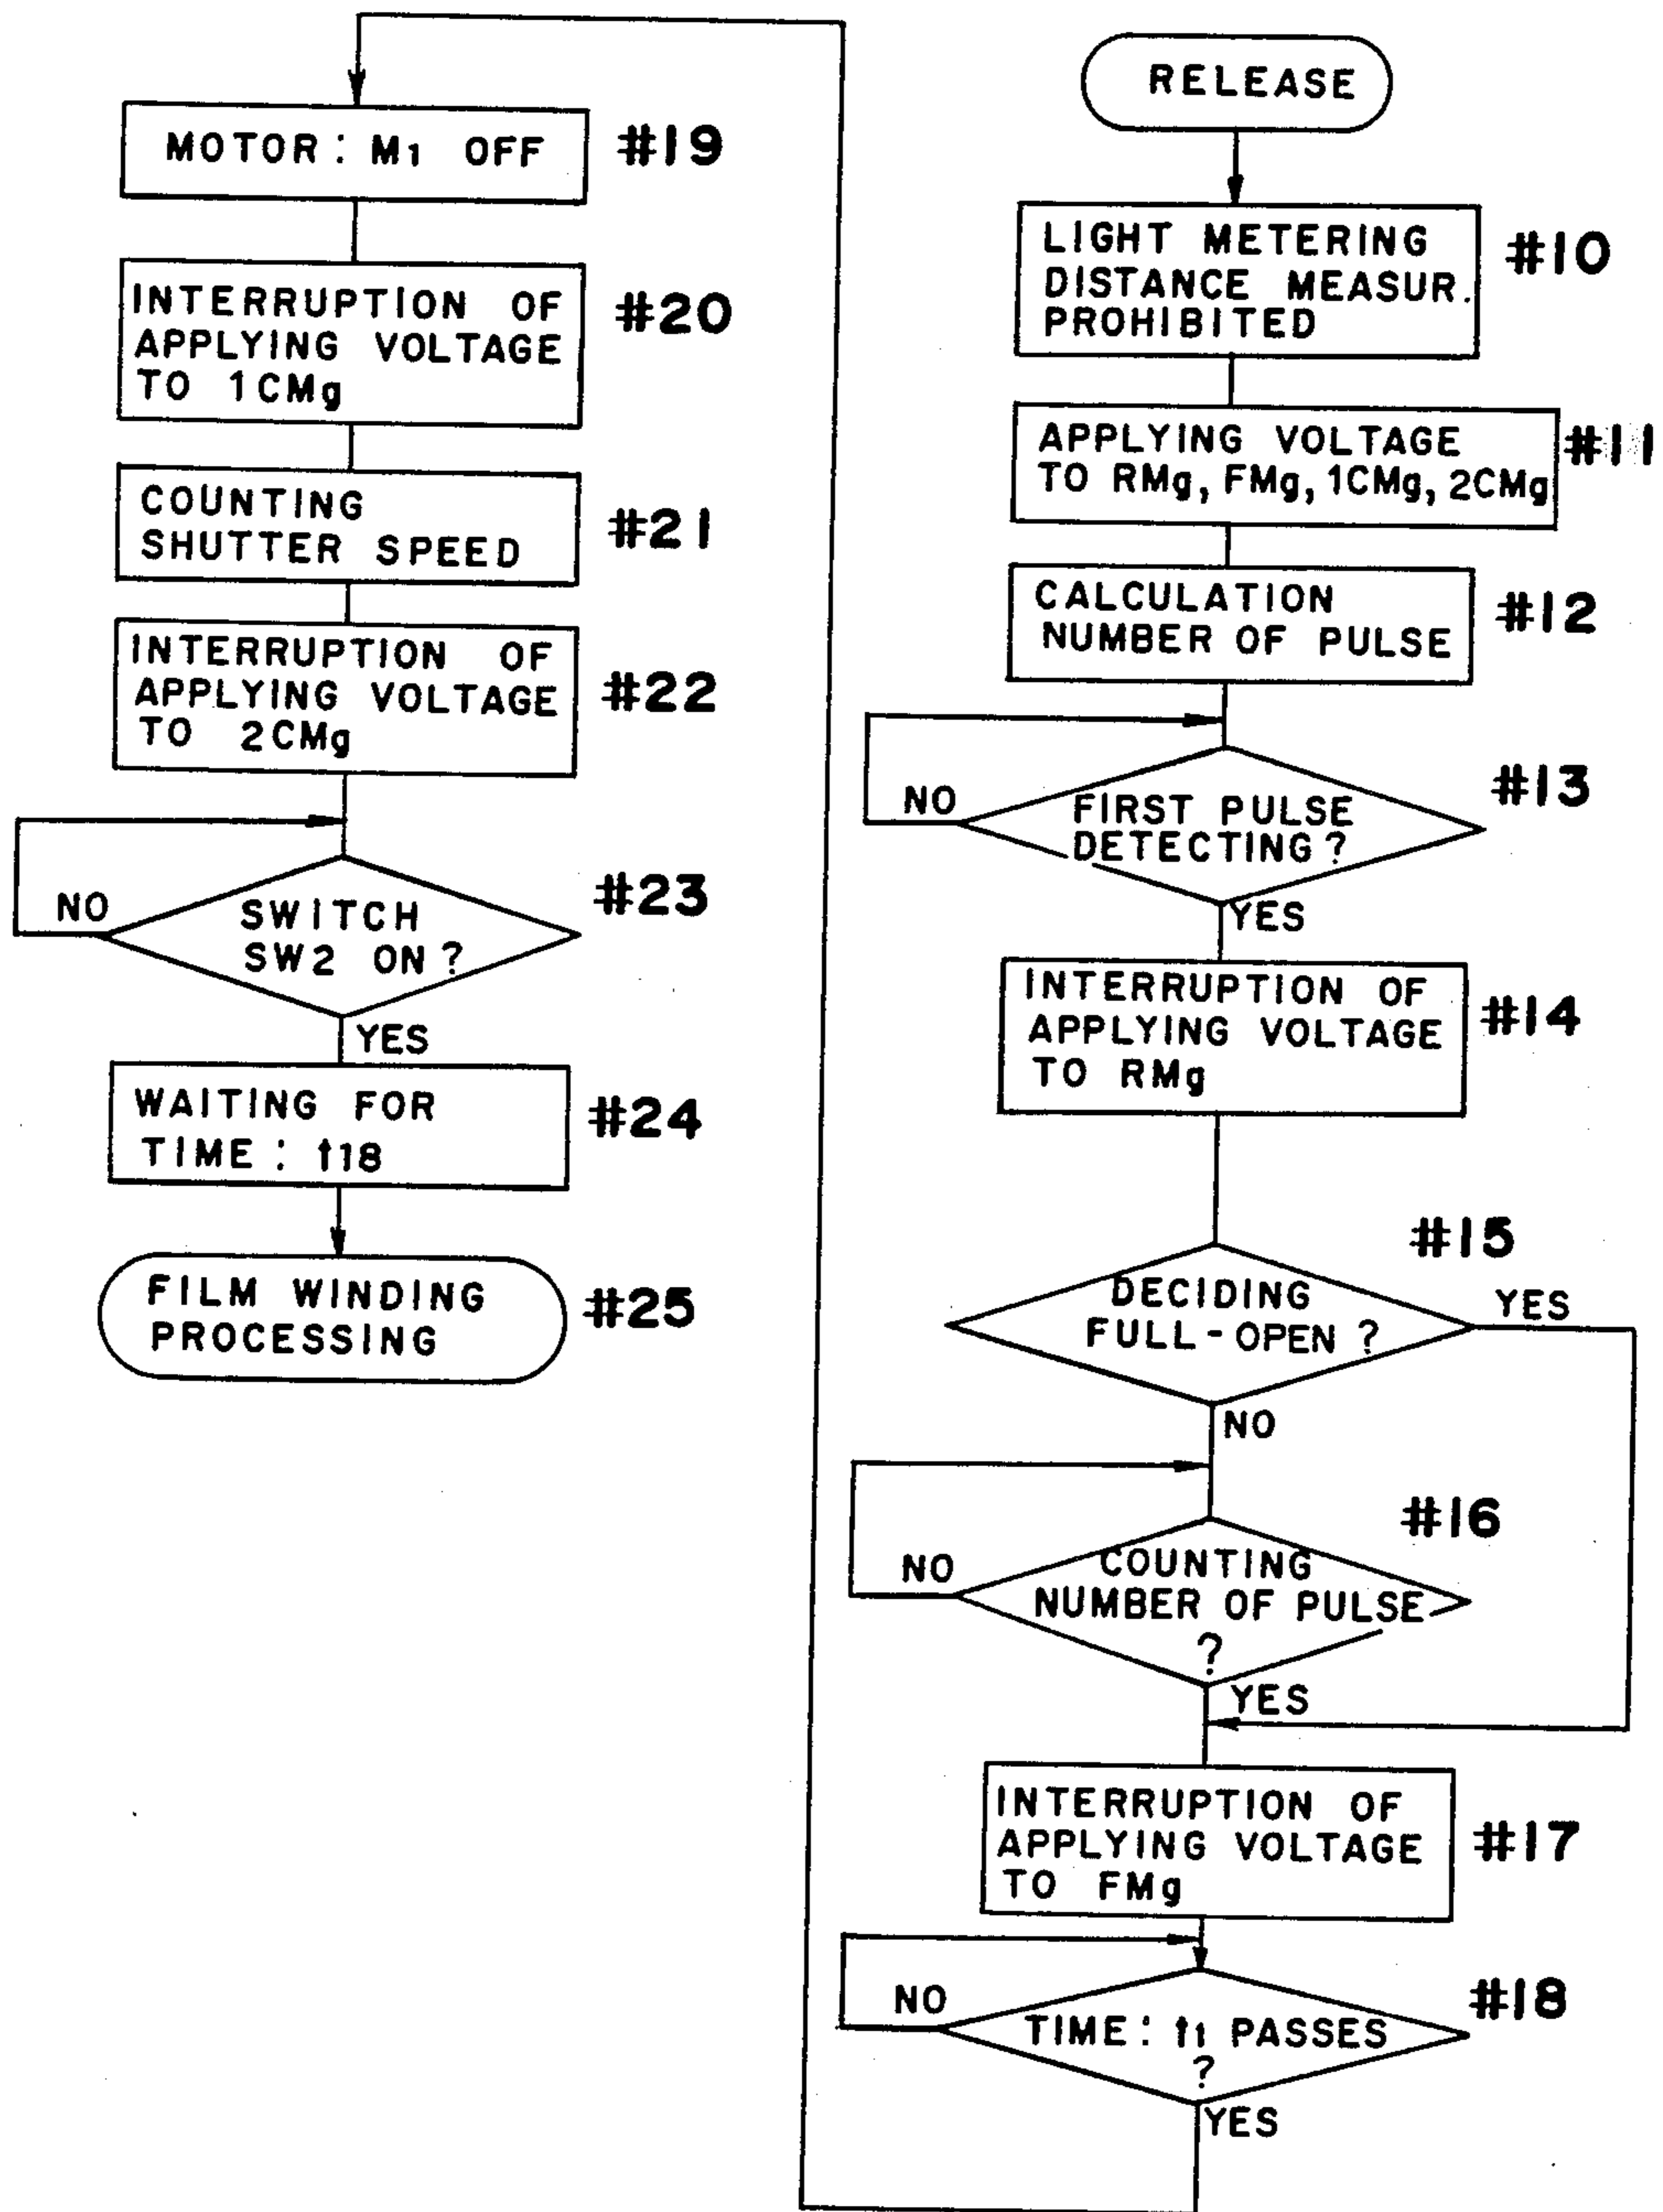 RELEASE
LIGHT METERING
DISTANCE MEASUR.
PROHIBITED
#10
APPLYING VOLTAGE
TO RMg, FMg, 1CMg, 2CMg
#11
CALCULATION
NUMBER OF PULSE
#12
FIRST PULSE
DETECTING ?
#13
NO
YES
INTERRUPTION OF
APPLYING VOLTAGE
TO RMg
#14
DECIDING
FULL-OPEN ?
#15
YES
NO
COUNTING
NUMBER OF PULSE
?
#16
NO
YES
INTERRUPTION OF
APPLYING VOLTAGE
TO FMg
#17
TIME: t1 PASSES
?
#18
NO
YES
MOTOR: M1 OFF
#19
INTERRUPTION OF
APPLYING VOLTAGE
TO 1CMg
#20
COUNTING
SHUTTER SPEED
#21
INTERRUPTION OF
APPLYING VOLTAGE
TO 2CMg
#22
SWITCH
SW2 ON ?
#23
NO
YES
WAITING FOR
TIME: t18
#24
FILM WINDING
PROCESSING
#25